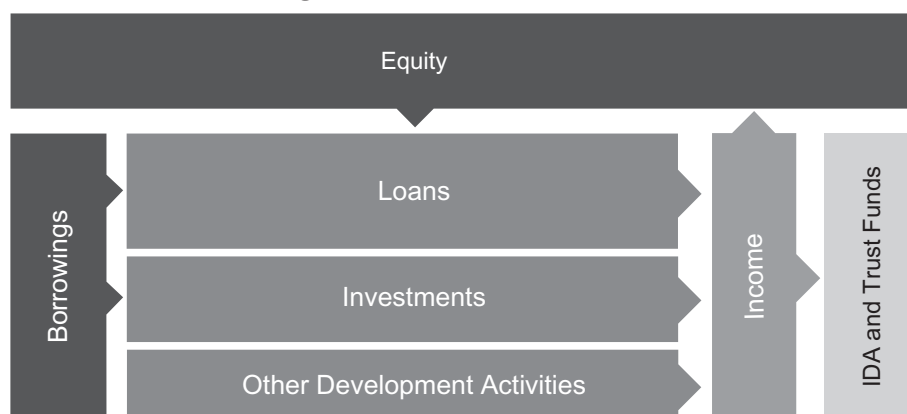 Equity
Borrowings
Loans
Investments
Other Development Activities
Income
IDA and Trust Funds